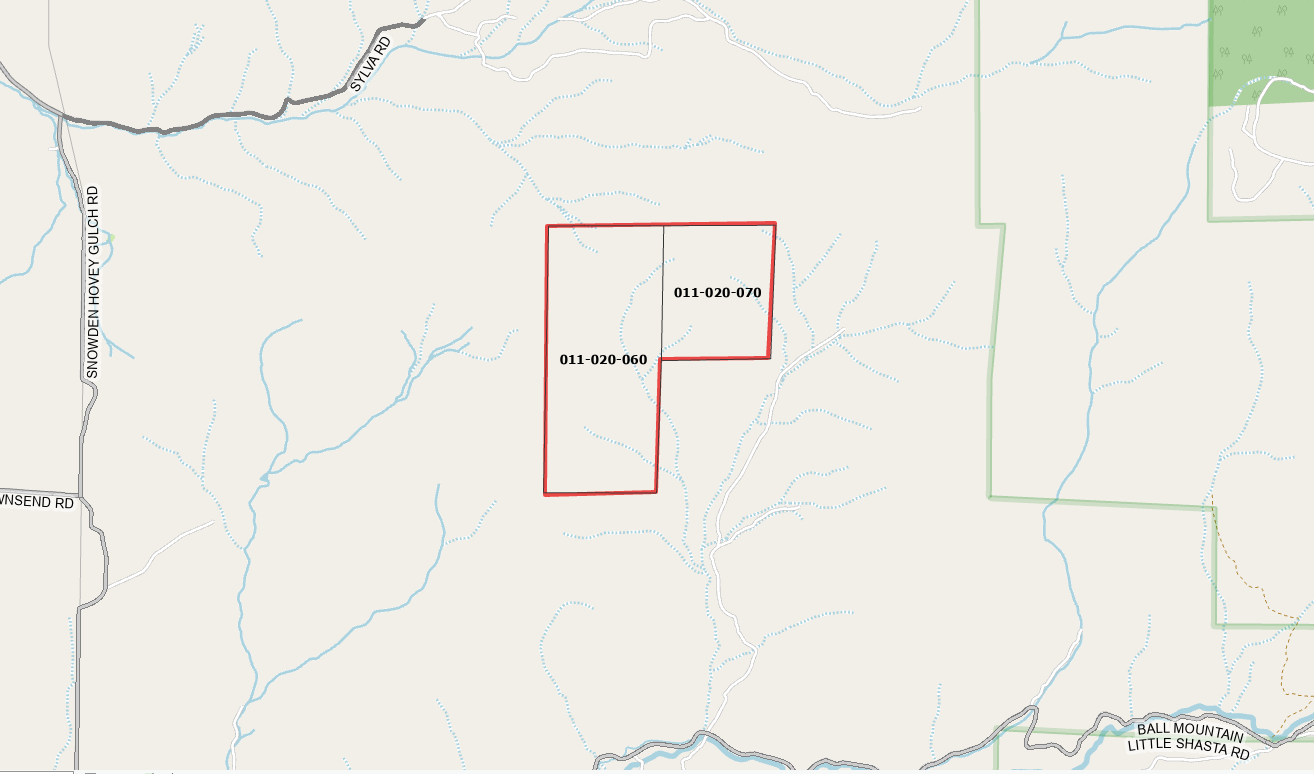 SYLVA RD
SNOWDEN HOVEY GULCH RD
011-020-070
011-020-060
WNSEND RD
BALL MOUNTAIN
LITTLE SHASTA RD